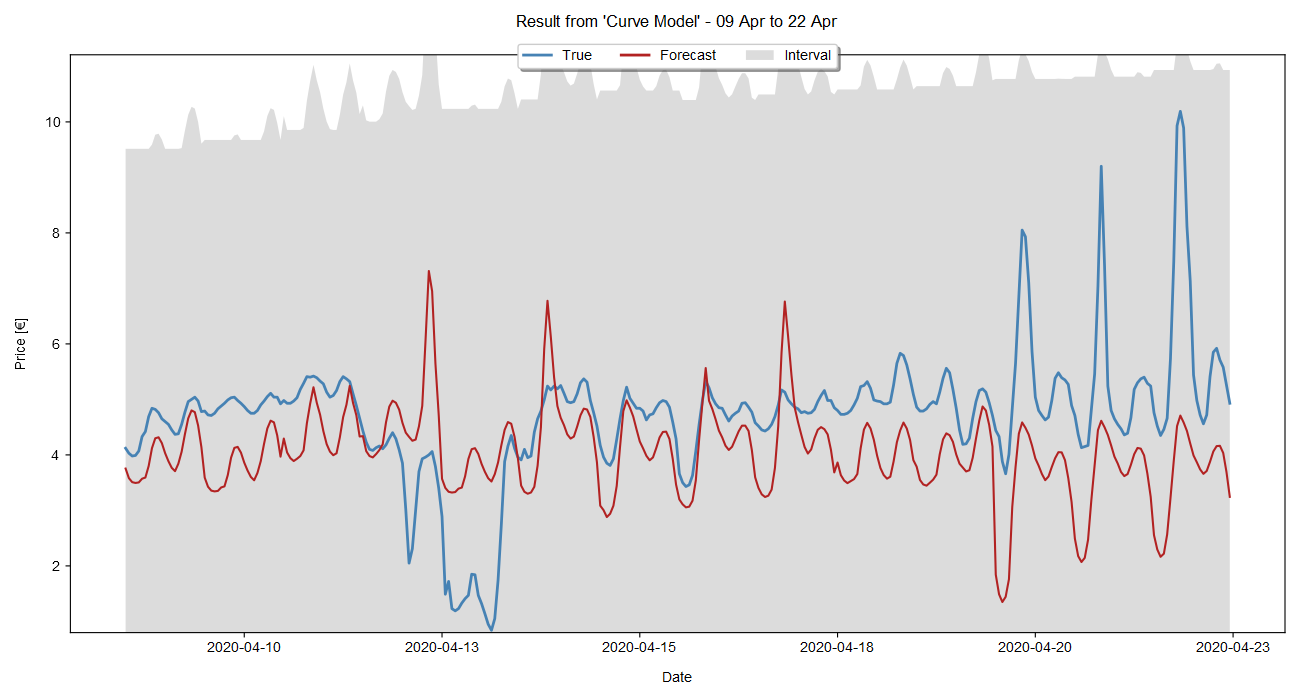 Result from 'Curve Model' - 09 Apr to 22 Apr
True Forecast Interval
10
8
6
4
2
Price [€]
2020-04-10 2020-04-13 2020-04-15 2020-04-18 2020-04-20 2020-04-23
Date